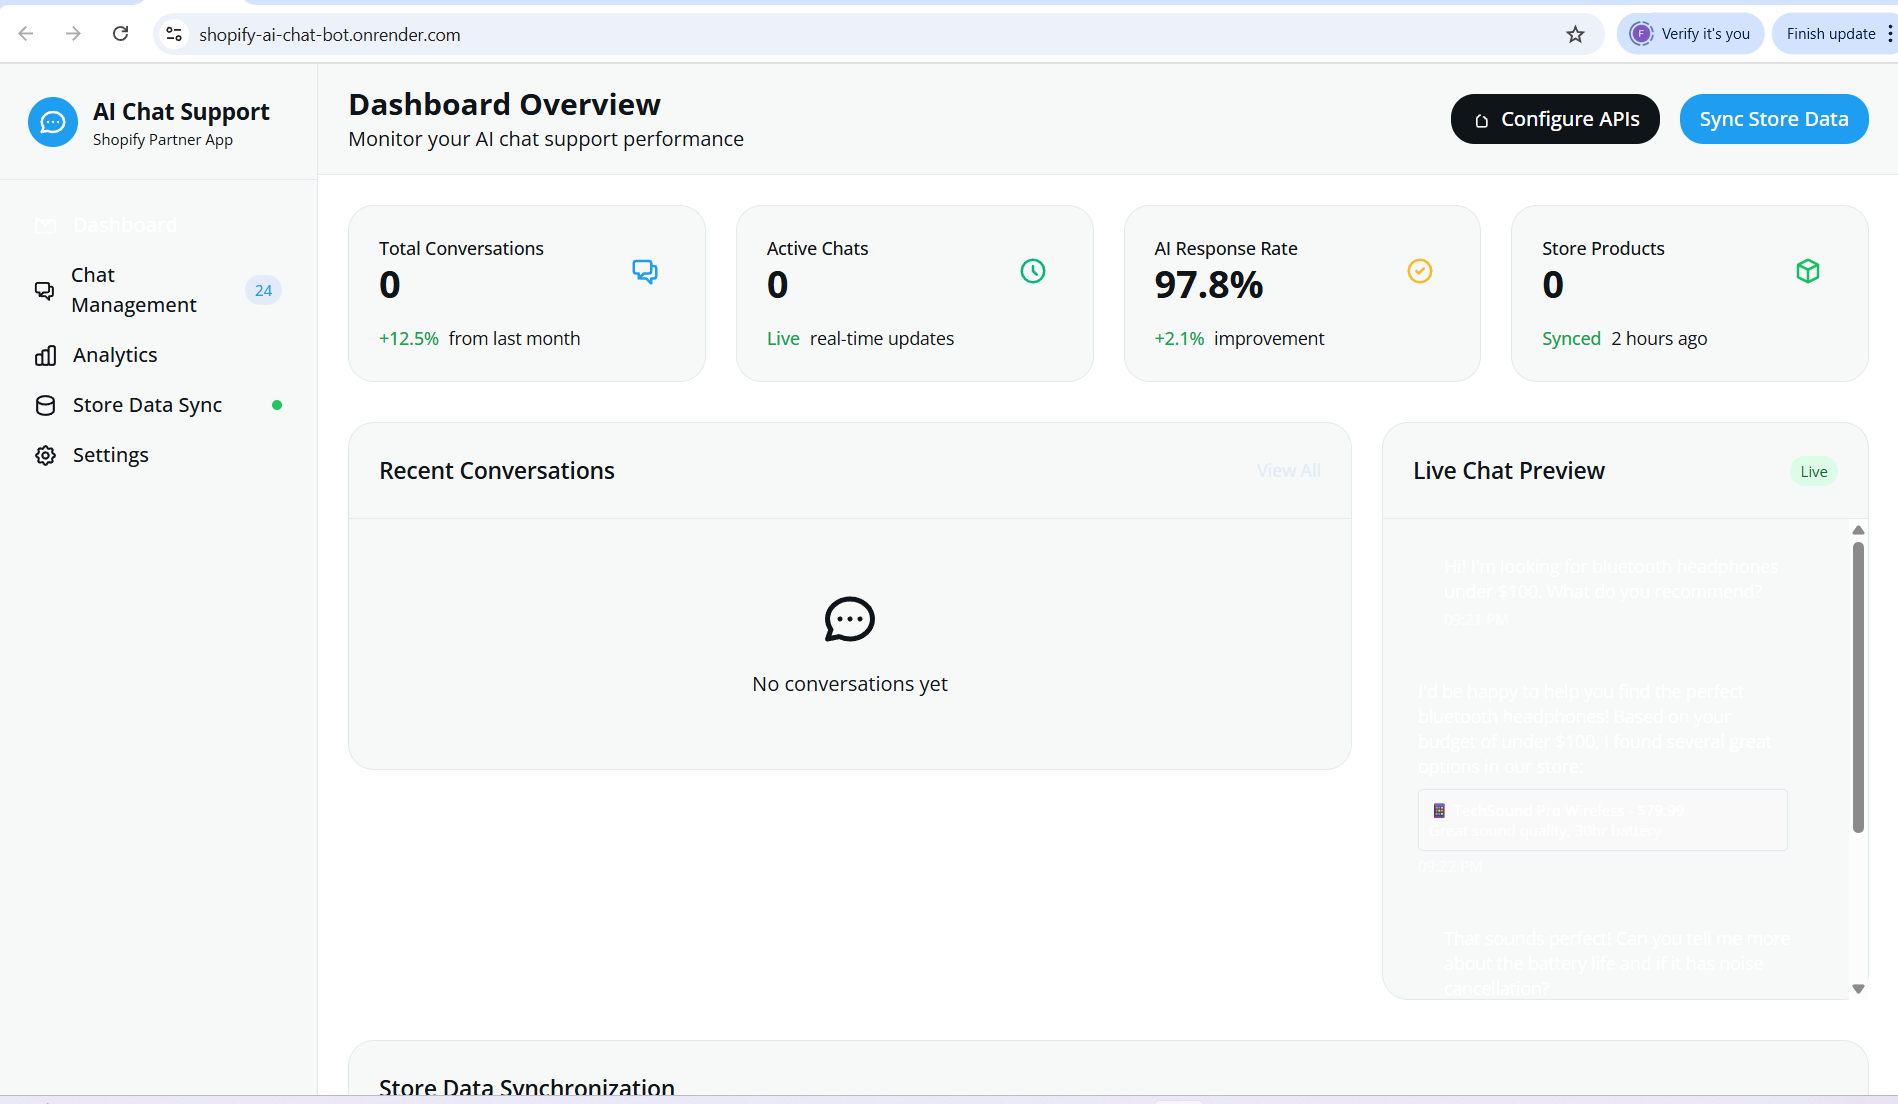 shopify-ai-chat-bot.onrender.com
F
Verify it's you
Finish update
AI Chat Support
Shopify Partner App
Dashboard
Chat
Management
24
Analytics
Store Data Sync
Settings
Dashboard Overview
Monitor your AI chat support performance
Configure APIs
Sync Store Data
Total Conversations
0
+12.5% from last month
Active Chats
0
Live real-time updates
AI Response Rate
97.8%
+2.1% improvement
Store Products
0
Synced 2 hours ago
Recent Conversations
View All
No conversations yet
Live Chat Preview
Live
Hi! I'm looking for bluetooth headphones
under $100. What do you recommend?
09:21 PM
I'd be happy to help you find the perfect
bluetooth headphones! Based on your
budget of under $100, I found several great
options in our store:
TechSound Pro Wireless - $79.99
Great sound quality, 30hr battery
09:22 PM
That sounds perfect! Can you tell me more
about the battery life and if it has noise
cancellation?
Store Data Synchronization